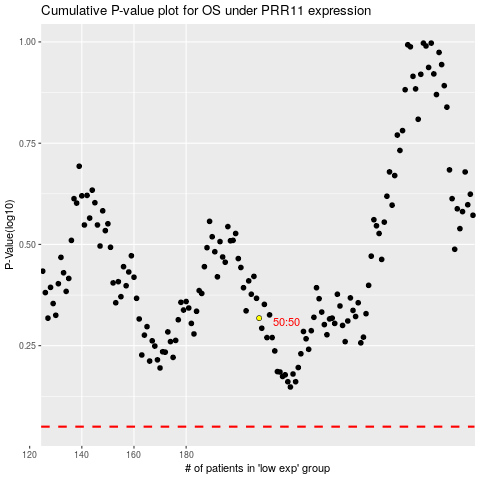 Cumulative P-value plot for OS under PRR11 expression
P-Value(log10)
1.00
0.75
0.50
0.25
50:50
120 140 160 180
# of patients in 'low exp' group